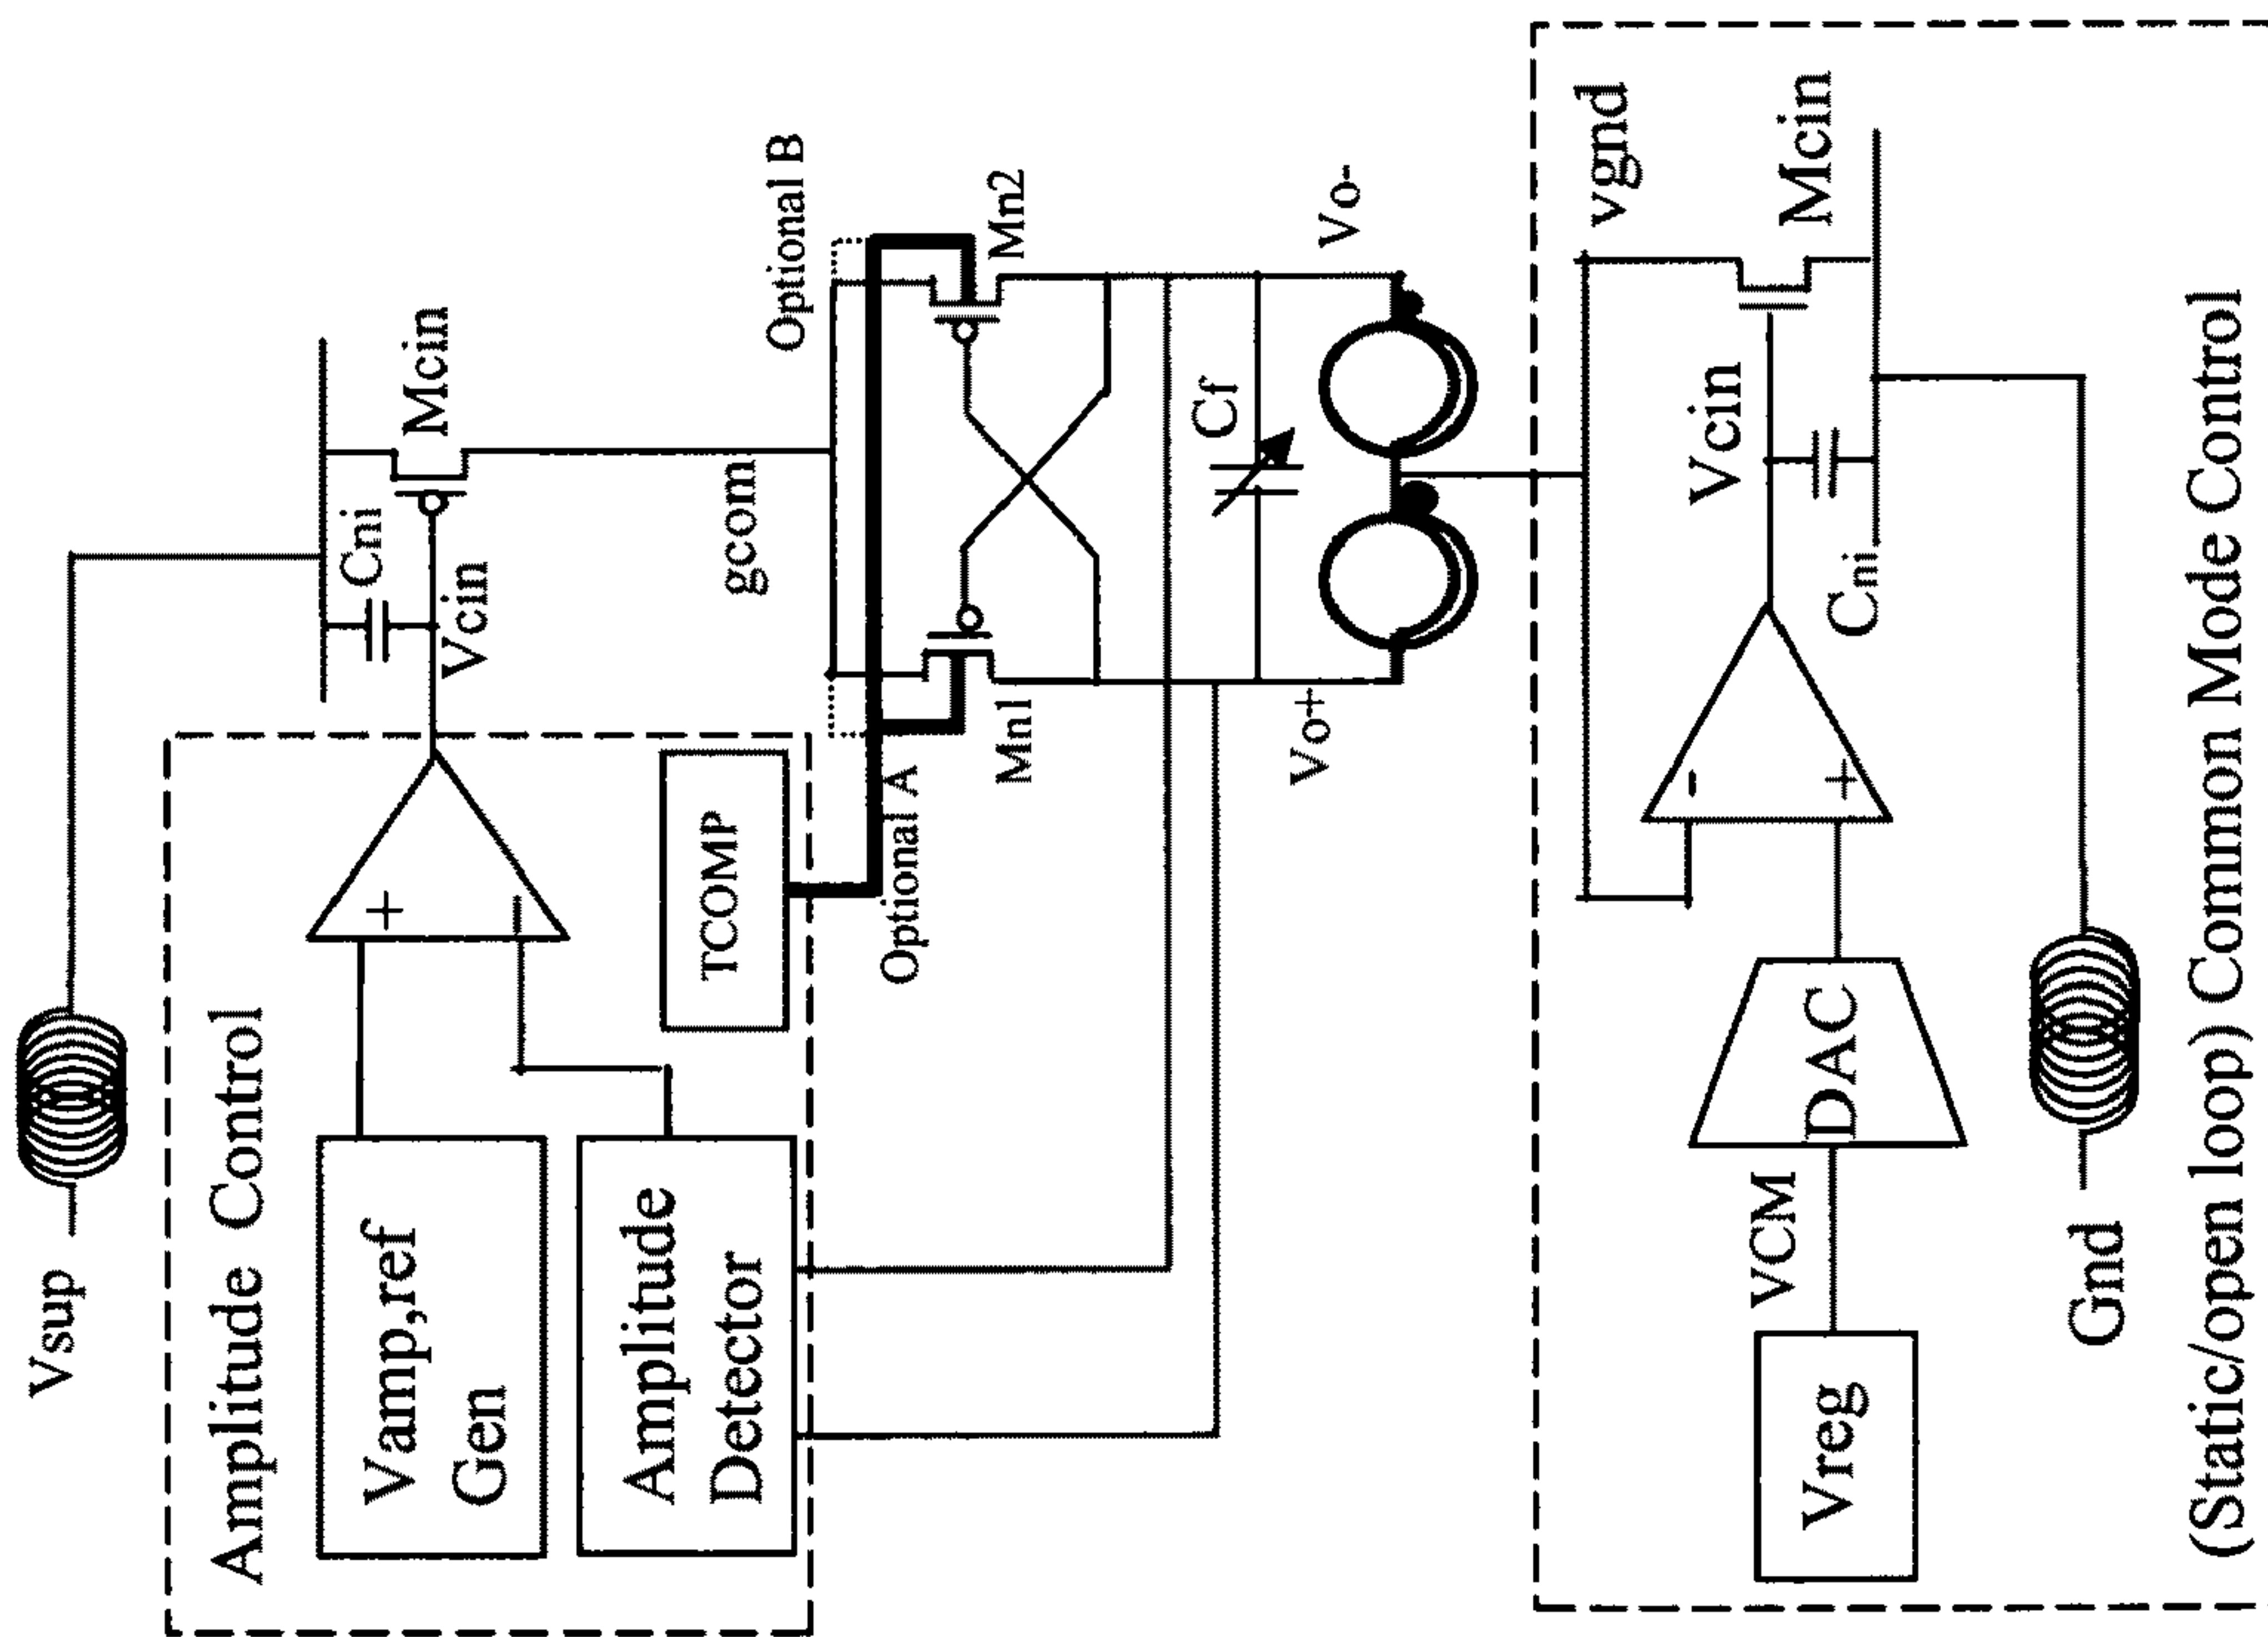 Vsup
Amplitude Control
Vamp,ref
Gen
+
-
Amplitude
Detector
TCOMP
Cni
Vcin
Mcin
gcom
Optional A
Optional B
Mn1
Mn2
Cf
Vo+
Vo-
vgnd
Mcin
Vcin
Cni
-
+
DAC
VCM
Vreg
Gnd
(Static/open loop) Common Mode Control